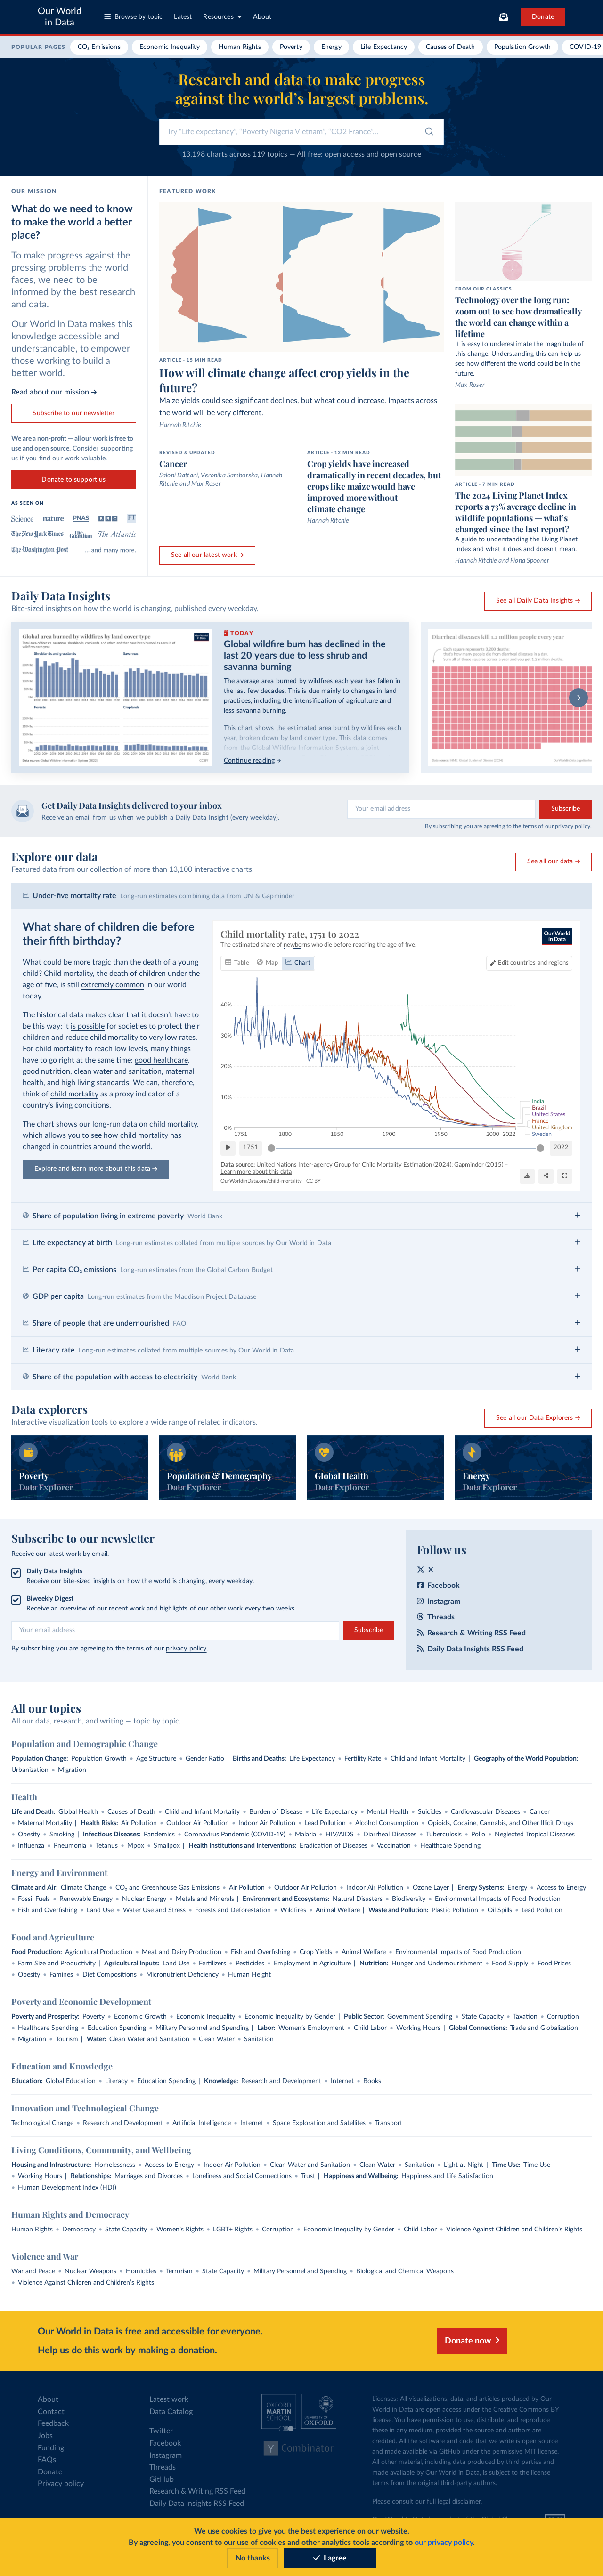 Our World
in Data
Browse by topic
Latest
Resources
About
Donate
POPULAR PAGES
CO₂ Emissions
Economic Inequality
Human Rights
Poverty
Energy
Life Expectancy
Causes of Death
Population Growth
COVID-19
Research and data to make progress
against the world's largest problems.
Try "Life expectancy", "Poverty Nigeria Vietnam", "CO2 France"...
13,198 charts across 119 topics — All free: open access and open source
OUR MISSION
What do we need to know
to make the world a better
place?
To make progress against the
pressing problems the world
faces, we need to be
informed by the best research
and data.
Our World in Data makes this
knowledge accessible and
understandable, to empower
those working to build a
better world.
Read about our mission →
Subscribe to our newsletter
We are a non-profit — all our work is free to
use and open source. Consider supporting
us if you find our work valuable.
Donate to support us
AS SEEN ON
Science
nature
PNAS
BBC
FT
The New York Times
The Guardian
The Atlantic
The Washington Post
... and many more.
FEATURED WORK
ARTICLE · 15 MIN READ
How will climate change affect crop yields in the
future?
Maize yields could see significant declines, but wheat could increase. Impacts across
the world will be very different.
Hannah Ritchie
REVISED & UPDATED
Cancer
Saloni Dattani, Veronika Samborska, Hannah
Ritchie and Max Roser
ARTICLE · 12 MIN READ
Crop yields have increased
dramatically in recent decades, but
crops like maize would have
improved more without
climate change
Hannah Ritchie
See all our latest work →
FROM OUR CLASSICS
Technology over the long run:
zoom out to see how dramatically
the world can change within a
lifetime
It is easy to underestimate the magnitude of
this change. Understanding this can help us
see how different the world could be in the
future.
Max Roser
ARTICLE · 7 MIN READ
The 2024 Living Planet Index
reports a 73% average decline in
wildlife populations — what's
changed since the last report?
A guide to understanding the Living Planet
Index and what it does and doesn't mean.
Hannah Ritchie and Fiona Spooner
Daily Data Insights
Bite-sized insights on how the world is changing, published every weekday.
See all Daily Data Insights →
Global area burned by wildfires by land cover type
Shrublands and grasslands
Savannas
Forests
Croplands
TODAY
Global wildfire burn has declined in the
last 20 years due to less shrub and
savanna burning
The average area burned by wildfires each year has fallen in
the last few decades. This is due mainly to changes in land
practices, including the intensification of agriculture and
less savanna burning.
This chart shows the estimated area burnt by wildfires each
year, broken down by land cover type. This data comes
from the Global Wildfire Information System, a joint
Continue reading →
Diarrheal diseases kill 1.2 million people every year
Get Daily Data Insights delivered to your inbox
Receive an email from us when we publish a Daily Data Insight (every weekday).
Your email address
Subscribe
By subscribing you are agreeing to the terms of our privacy policy.
Explore our data
Featured data from our collection of more than 13,100 interactive charts.
See all our data →
Under-five mortality rate Long-run estimates combining data from UN & Gapminder
What share of children die before
their fifth birthday?
What could be more tragic than the death of a young
child? Child mortality, the death of children under the
age of five, is still extremely common in our world
today.
The historical data makes clear that it doesn't have to
be this way: it is possible for societies to protect their
children and reduce child mortality to very low rates.
For child mortality to reach low levels, many things
have to go right at the same time: good healthcare,
good nutrition, clean water and sanitation, maternal
health, and high living standards. We can, therefore,
think of child mortality as a proxy indicator of a
country's living conditions.
The chart shows our long-run data on child mortality,
which allows you to see how child mortality has
changed in countries around the world.
Explore and learn more about this data →
Child mortality rate, 1751 to 2022
The estimated share of newborns who die before reaching the age of five.
Our World
in Data
Table
Map
Chart
Edit countries and regions
40%
30%
20%
10%
0%
1751
1800
1850
1900
1950
2000
2022
India
Brazil
United States
France
United Kingdom
Sweden
1751
2022
Data source: United Nations Inter-agency Group for Child Mortality Estimation (2024); Gapminder (2015) –
Learn more about this data
OurWorldinData.org/child-mortality | CC BY
Share of population living in extreme poverty World Bank
Life expectancy at birth Long-run estimates collated from multiple sources by Our World in Data
Per capita CO₂ emissions Long-run estimates from the Global Carbon Budget
GDP per capita Long-run estimates from the Maddison Project Database
Share of people that are undernourished FAO
Literacy rate Long-run estimates collated from multiple sources by Our World in Data
Share of the population with access to electricity World Bank
Data explorers
Interactive visualization tools to explore a wide range of related indicators.
See all our Data Explorers →
Poverty
Data Explorer
Population & Demography
Data Explorer
Global Health
Data Explorer
Energy
Data Explorer
Subscribe to our newsletter
Receive our latest work by email.
Daily Data Insights
Receive our bite-sized insights on how the world is changing, every weekday.
Biweekly Digest
Receive an overview of our recent work and highlights of our other work every two weeks.
Your email address
Subscribe
By subscribing you are agreeing to the terms of our privacy policy.
Follow us
X
Facebook
Instagram
Threads
Research & Writing RSS Feed
Daily Data Insights RSS Feed
All our topics
All our data, research, and writing — topic by topic.
Population and Demographic Change
Population Change: Population Growth • Age Structure • Gender Ratio | Births and Deaths: Life Expectancy • Fertility Rate • Child and Infant Mortality | Geography of the World Population:
Urbanization • Migration
Health
Life and Death: Global Health • Causes of Death • Child and Infant Mortality • Burden of Disease • Life Expectancy • Mental Health • Suicides • Cardiovascular Diseases • Cancer
• Maternal Mortality | Health Risks: Air Pollution • Outdoor Air Pollution • Indoor Air Pollution • Lead Pollution • Alcohol Consumption • Opioids, Cocaine, Cannabis, and Other Illicit Drugs
• Obesity • Smoking | Infectious Diseases: Pandemics • Coronavirus Pandemic (COVID-19) • Malaria • HIV/AIDS • Diarrheal Diseases • Tuberculosis • Polio • Neglected Tropical Diseases
• Influenza • Pneumonia • Tetanus • Mpox • Smallpox | Health Institutions and Interventions: Eradication of Diseases • Vaccination • Healthcare Spending
Energy and Environment
Climate and Air: Climate Change • CO₂ and Greenhouse Gas Emissions • Air Pollution • Outdoor Air Pollution • Indoor Air Pollution • Ozone Layer | Energy Systems: Energy • Access to Energy
• Fossil Fuels • Renewable Energy • Nuclear Energy • Metals and Minerals | Environment and Ecosystems: Natural Disasters • Biodiversity • Environmental Impacts of Food Production
• Fish and Overfishing • Land Use • Water Use and Stress • Forests and Deforestation • Wildfires • Animal Welfare | Waste and Pollution: Plastic Pollution • Oil Spills • Lead Pollution
Food and Agriculture
Food Production: Agricultural Production • Meat and Dairy Production • Fish and Overfishing • Crop Yields • Animal Welfare • Environmental Impacts of Food Production
• Farm Size and Productivity | Agricultural Inputs: Land Use • Fertilizers • Pesticides • Employment in Agriculture | Nutrition: Hunger and Undernourishment • Food Supply • Food Prices
• Obesity • Famines • Diet Compositions • Micronutrient Deficiency • Human Height
Poverty and Economic Development
Poverty and Prosperity: Poverty • Economic Growth • Economic Inequality • Economic Inequality by Gender | Public Sector: Government Spending • State Capacity • Taxation • Corruption
• Healthcare Spending • Education Spending • Military Personnel and Spending | Labor: Women's Employment • Child Labor • Working Hours | Global Connections: Trade and Globalization
• Migration • Tourism | Water: Clean Water and Sanitation • Clean Water • Sanitation
Education and Knowledge
Education: Global Education • Literacy • Education Spending | Knowledge: Research and Development • Internet • Books
Innovation and Technological Change
Technological Change • Research and Development • Artificial Intelligence • Internet • Space Exploration and Satellites • Transport
Living Conditions, Community, and Wellbeing
Housing and Infrastructure: Homelessness • Access to Energy • Indoor Air Pollution • Clean Water and Sanitation • Clean Water • Sanitation • Light at Night | Time Use: Time Use
• Working Hours | Relationships: Marriages and Divorces • Loneliness and Social Connections • Trust | Happiness and Wellbeing: Happiness and Life Satisfaction
• Human Development Index (HDI)
Human Rights and Democracy
Human Rights • Democracy • State Capacity • Women's Rights • LGBT+ Rights • Corruption • Economic Inequality by Gender • Child Labor • Violence Against Children and Children's Rights
Violence and War
War and Peace • Nuclear Weapons • Homicides • Terrorism • State Capacity • Military Personnel and Spending • Biological and Chemical Weapons
• Violence Against Children and Children's Rights
Our World in Data is free and accessible for everyone.
Help us do this work by making a donation.
Donate now
About
Contact
Feedback
Jobs
Funding
FAQs
Donate
Privacy policy
Latest work
Data Catalog
Twitter
Facebook
Instagram
Threads
GitHub
Research & Writing RSS Feed
Daily Data Insights RSS Feed
OXFORD
MARTIN
SCHOOL
UNIVERSITY OF
OXFORD
Y Combinator
Licenses: All visualizations, data, and articles produced by Our
World in Data are open access under the Creative Commons BY
license. You have permission to use, distribute, and reproduce
these in any medium, provided the source and authors are
credited. All the software and code that we write is open source
and made available via GitHub under the permissive MIT license.
All other material, including data produced by third parties and
made available by Our World in Data, is subject to the license
terms from the original third-party authors.
Please consult our full legal disclaimer.
We use cookies to give you the best experience on our website.
By agreeing, you consent to our use of cookies and other analytics tools according to our privacy policy.
No thanks
I agree